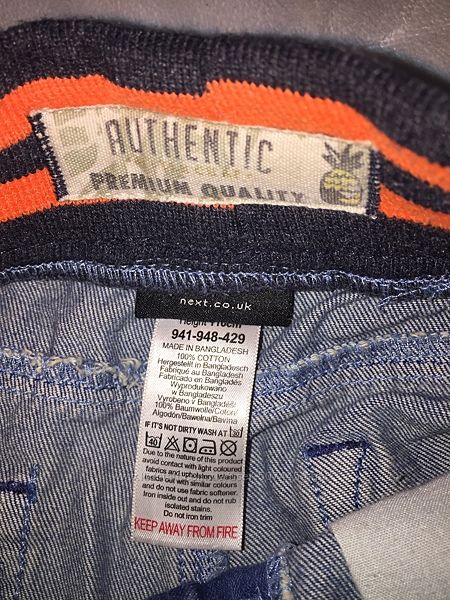 AUTHENTIC
PREMIUM QUALITY
next.co.uk
Height 116cm
941-948-429
MADE IN BANGLADESH
100% COTTON
Hergestellt in Bangladesch
Fabriqué au Bangladesh
Fabricado en Bangladés
Wyprodukowano
w Bangladeszu
Vyrobeno v Bangladéši
100% Baumwolle/Coton/
Algodón/Bawełna/Bavlna
IF IT'S NOT DIRTY WASH AT 30
40
Due to the nature of this product
avoid contact with light coloured
fabrics and upholstery. Wash
inside out with similar colours
and do not use fabric softener.
Iron inside out and do not rub
isolated stains.
Do not iron trim
KEEP AWAY FROM FIRE